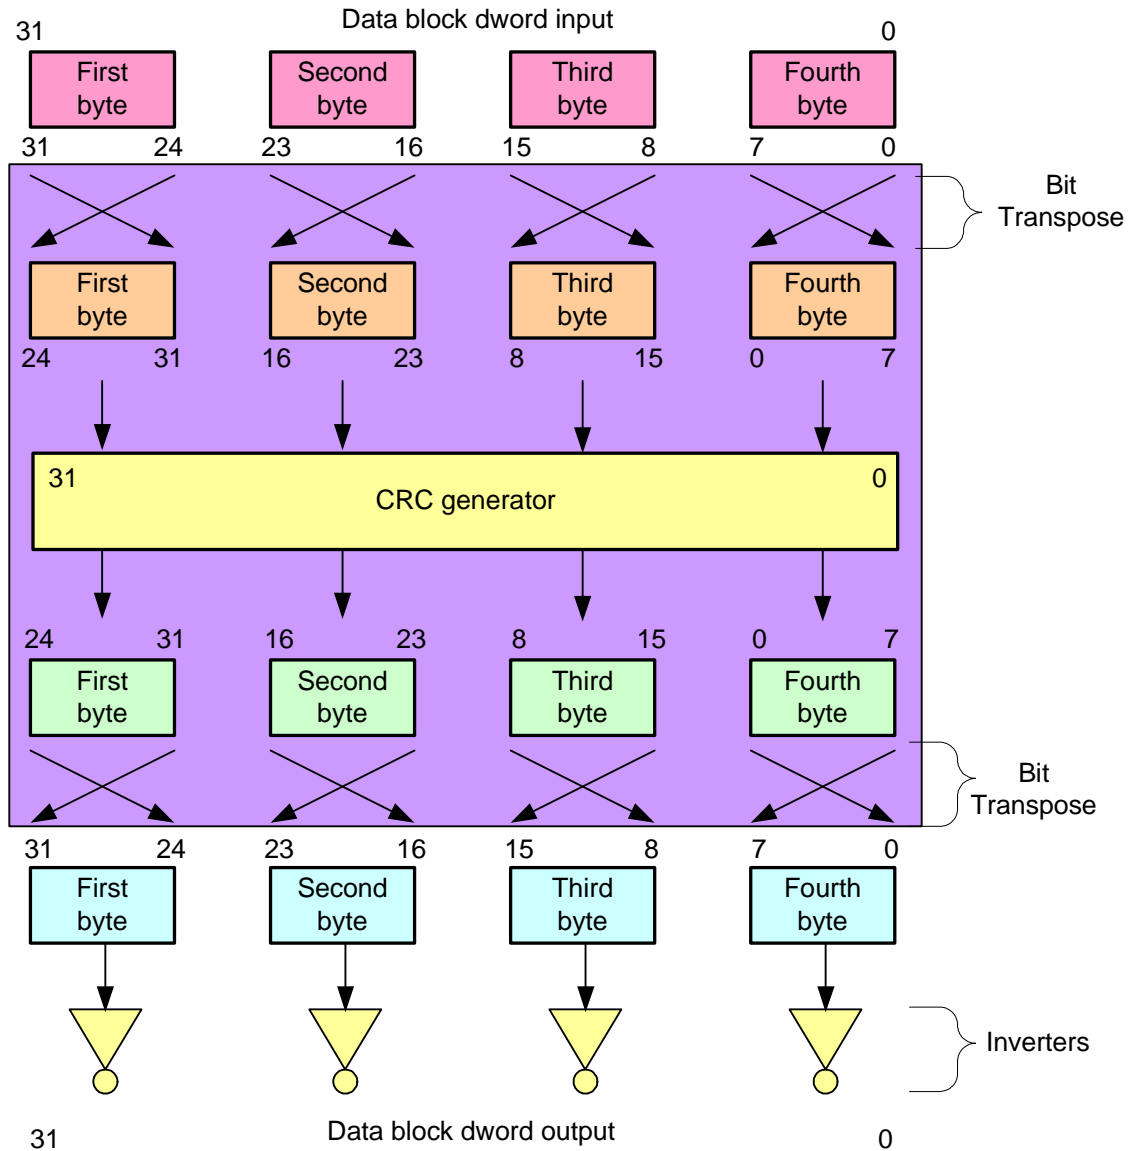 Data block dword input
31 0
First byte Second byte Third byte Fourth byte
31 24 23 16 15 8 7 0
Bit
Transpose
First byte Second byte Third byte Fourth byte
24 31 16 23 8 15 0 7
31 0
CRC generator
24 31 16 23 8 15 0 7
First byte Second byte Third byte Fourth byte
Bit
Transpose
31 24 23 16 15 8 7 0
First byte Second byte Third byte Fourth byte
Inverters
Data block dword output
31 0